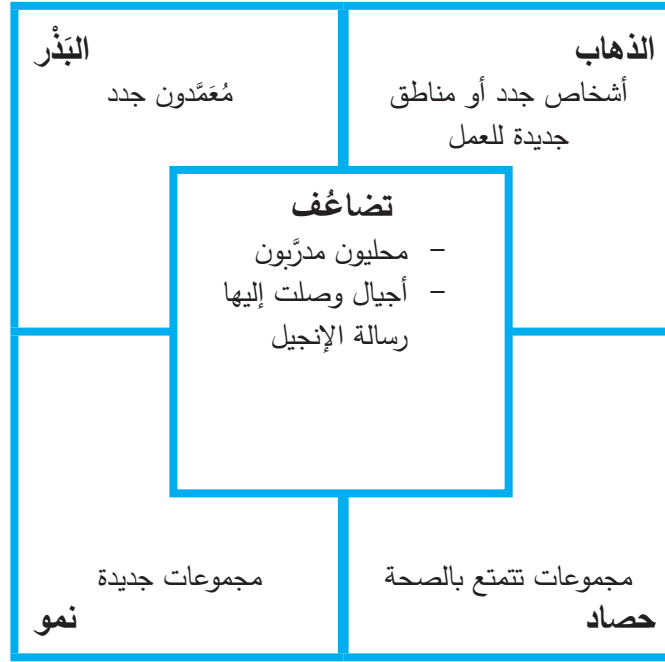 الذهاب
أشخاص جدد أو مناطق
جديدة للعمل
البَذْر
مُعَمَّدون جدد
تضاعُف
- محليون مدرَّبون
- أجيال وصلت إليها
رسالة الإنجيل
مجموعات تتمتع بالصحة
حصاد
مجموعات جديدة
نمو